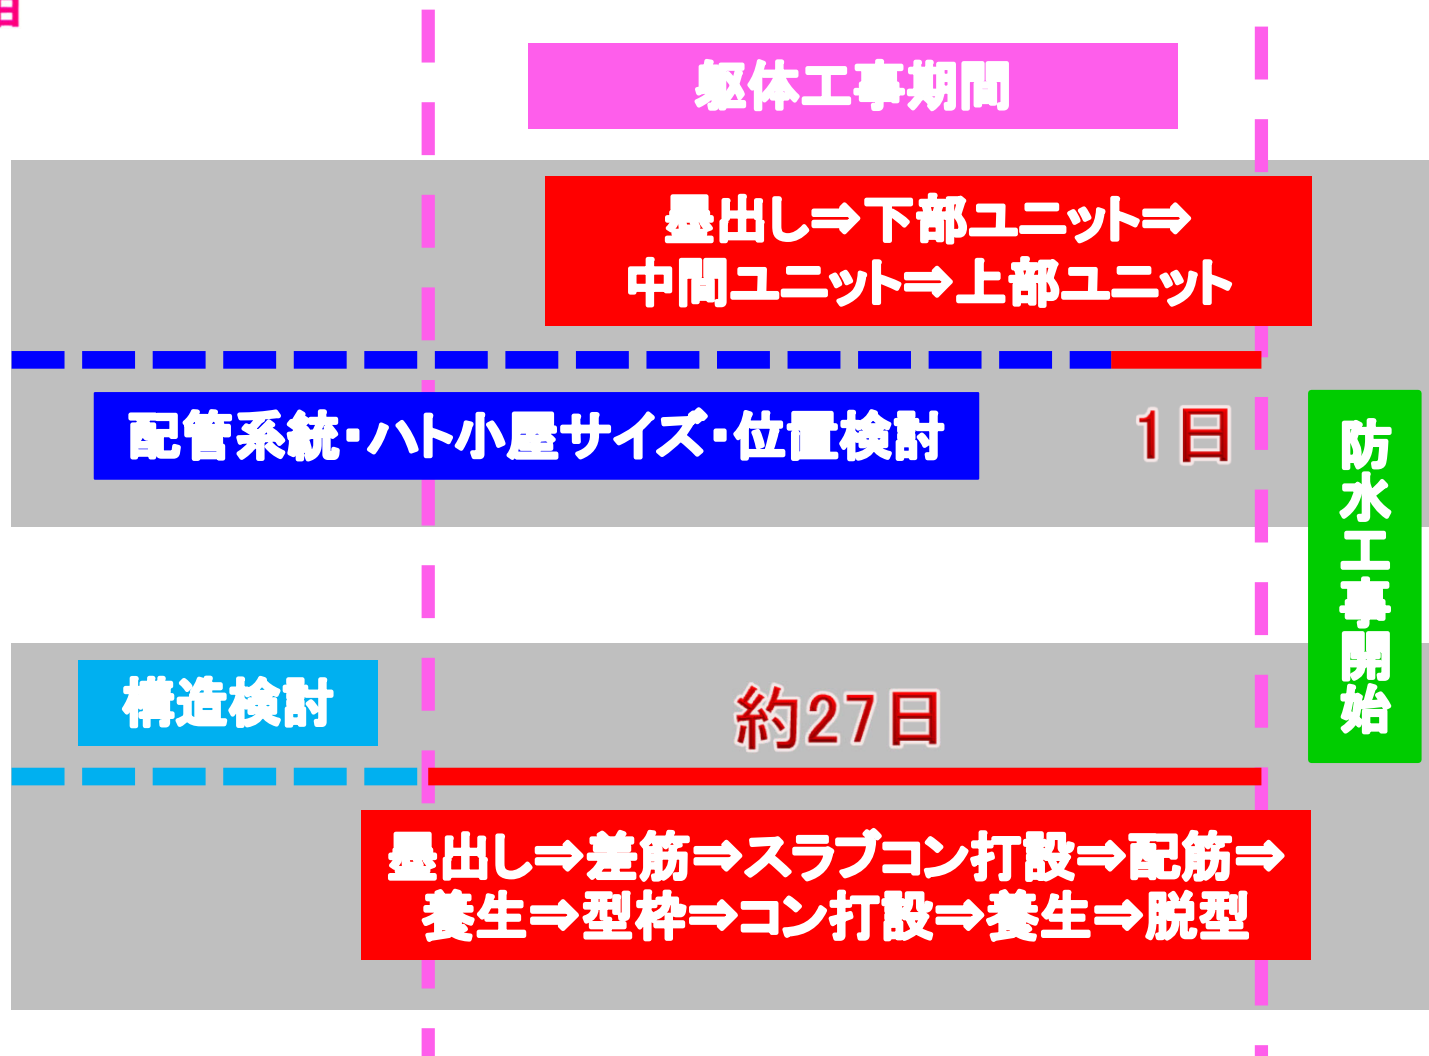 躯体工事期間
墨出し⇒下部ユニット⇒
中間ユニット⇒上部ユニット
配管系統・ハト小屋サイズ・位置検討
1日
防水工事開始
構造検討
約27日
墨出し⇒差筋⇒スラブコン打設⇒配筋⇒
養生⇒型枠⇒コン打設⇒養生⇒脱型